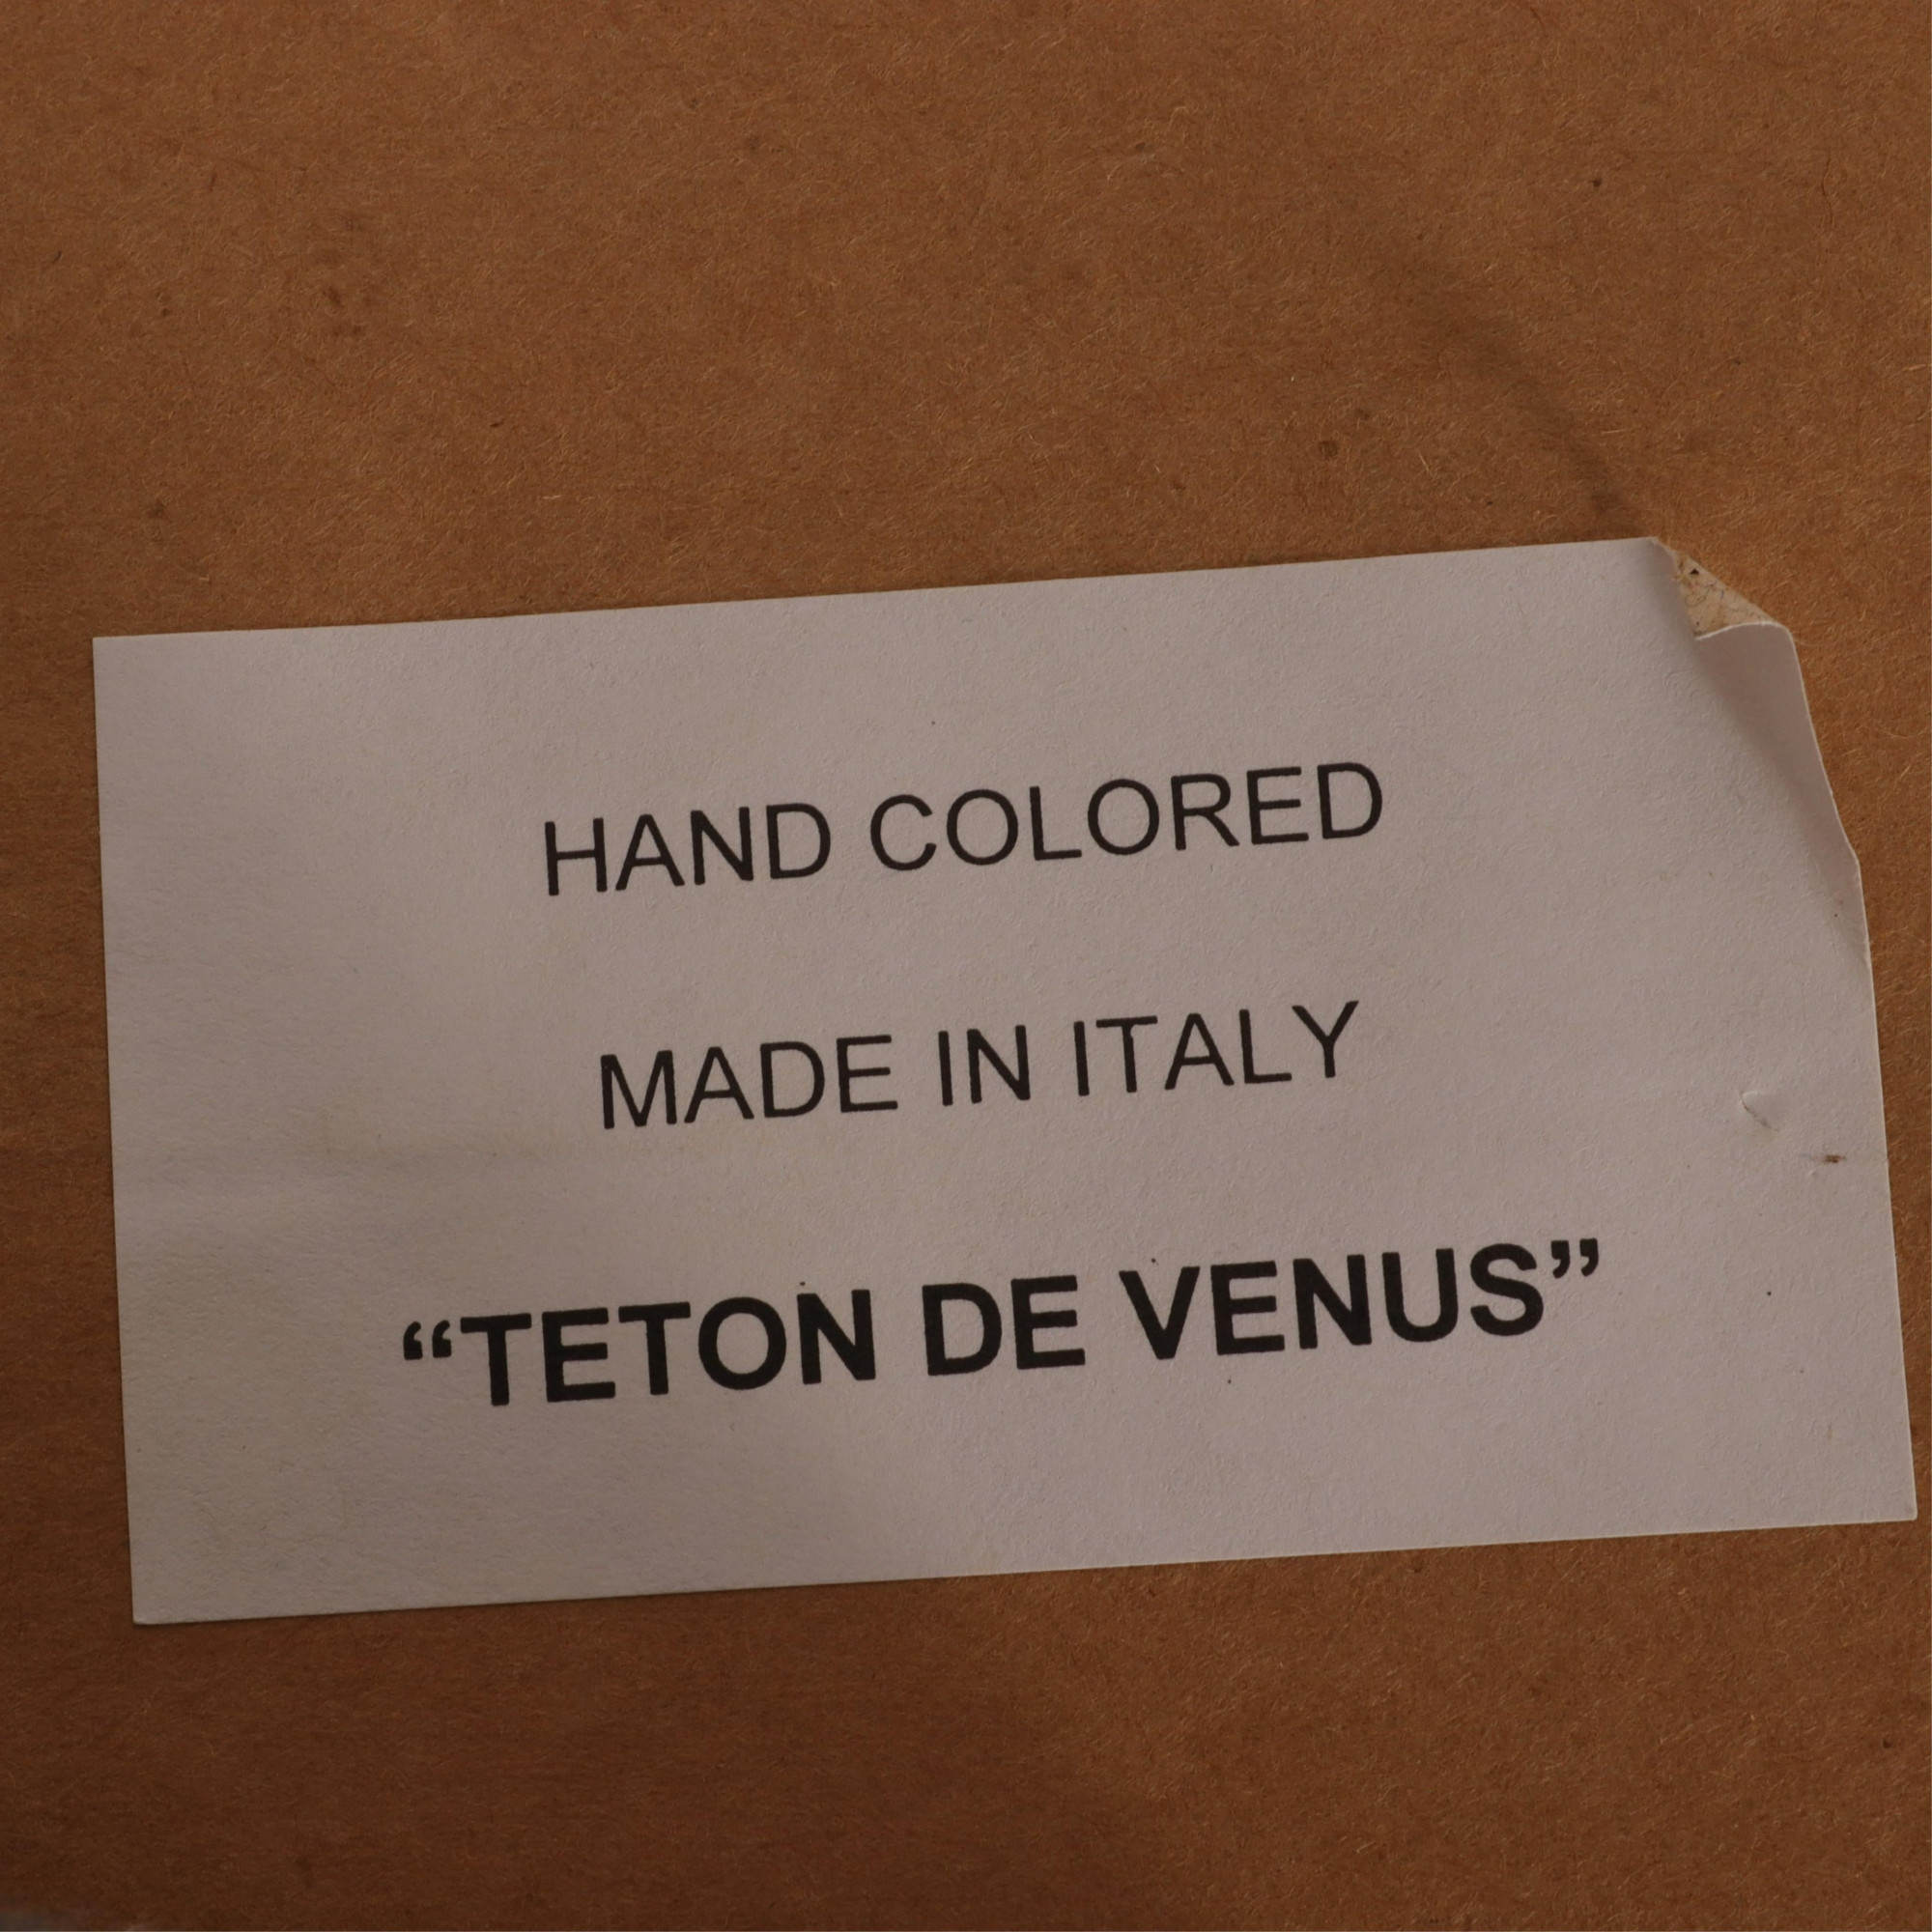 HAND COLORED
MADE IN ITALY
“TETON DE VENUS”